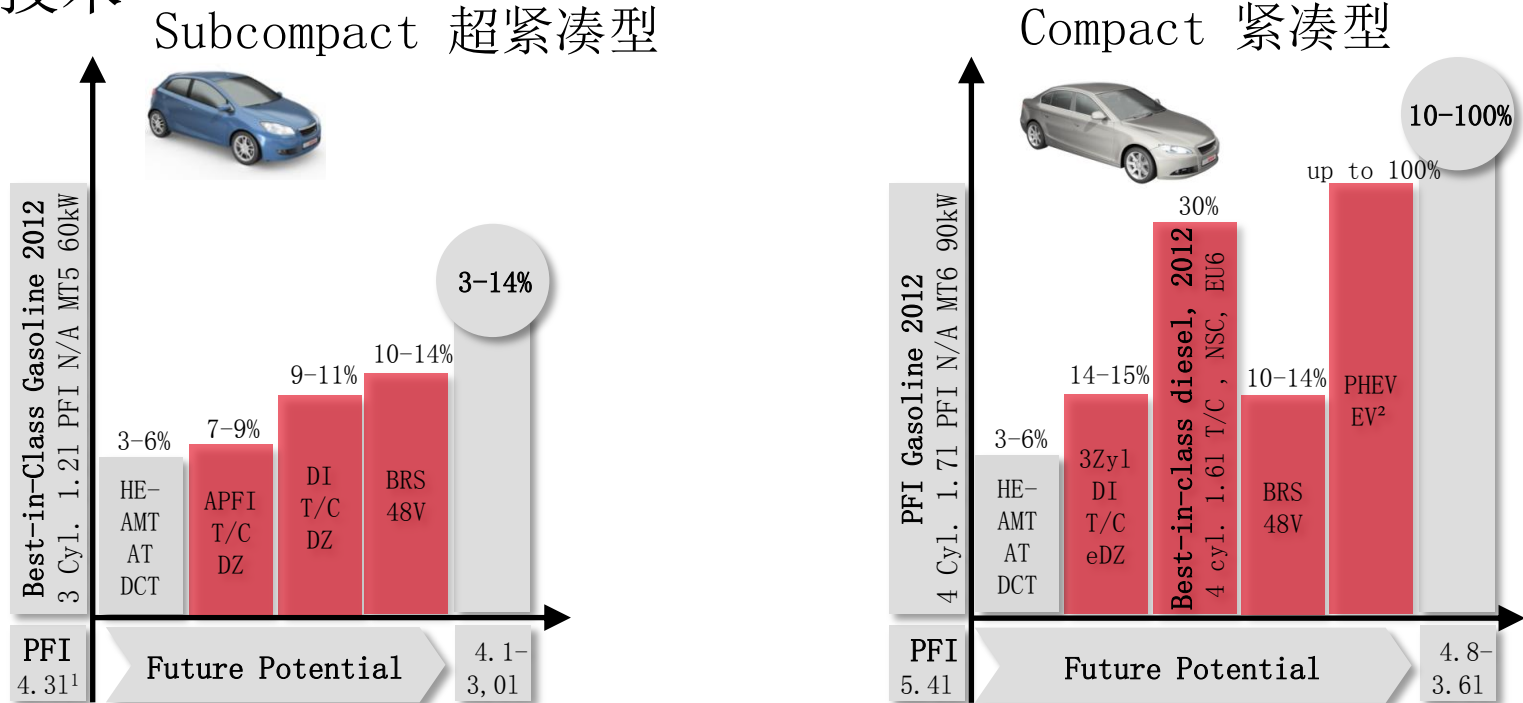 技术
Subcompact 超紧凑型
Best-in-Class Gasoline 2012
3 Cyl. 1.21 PFI N/A MT5 60kW
3-6%
HE-
AMT
AT
DCT
7-9%
APFI
T/C
DZ
9-11%
DI
T/C
DZ
10-14%
BRS
48V
3-14%
PFI
4.31¹
Future Potential
4.1-
3,01
Compact 紧凑型
PFI Gasoline 2012
4 Cyl. 1.71 PFI N/A MT6 90kW
3-6%
HE-
AMT
AT
DCT
14-15%
3Zyl
DI
T/C
eDZ
30%
Best-in-class diesel, 2012
4 cyl. 1.61 T/C , NSC, EU6
10-14%
BRS
48V
up to 100%
PHEV
EV²
10-100%
PFI
5.41
Future Potential
4.8-
3.61